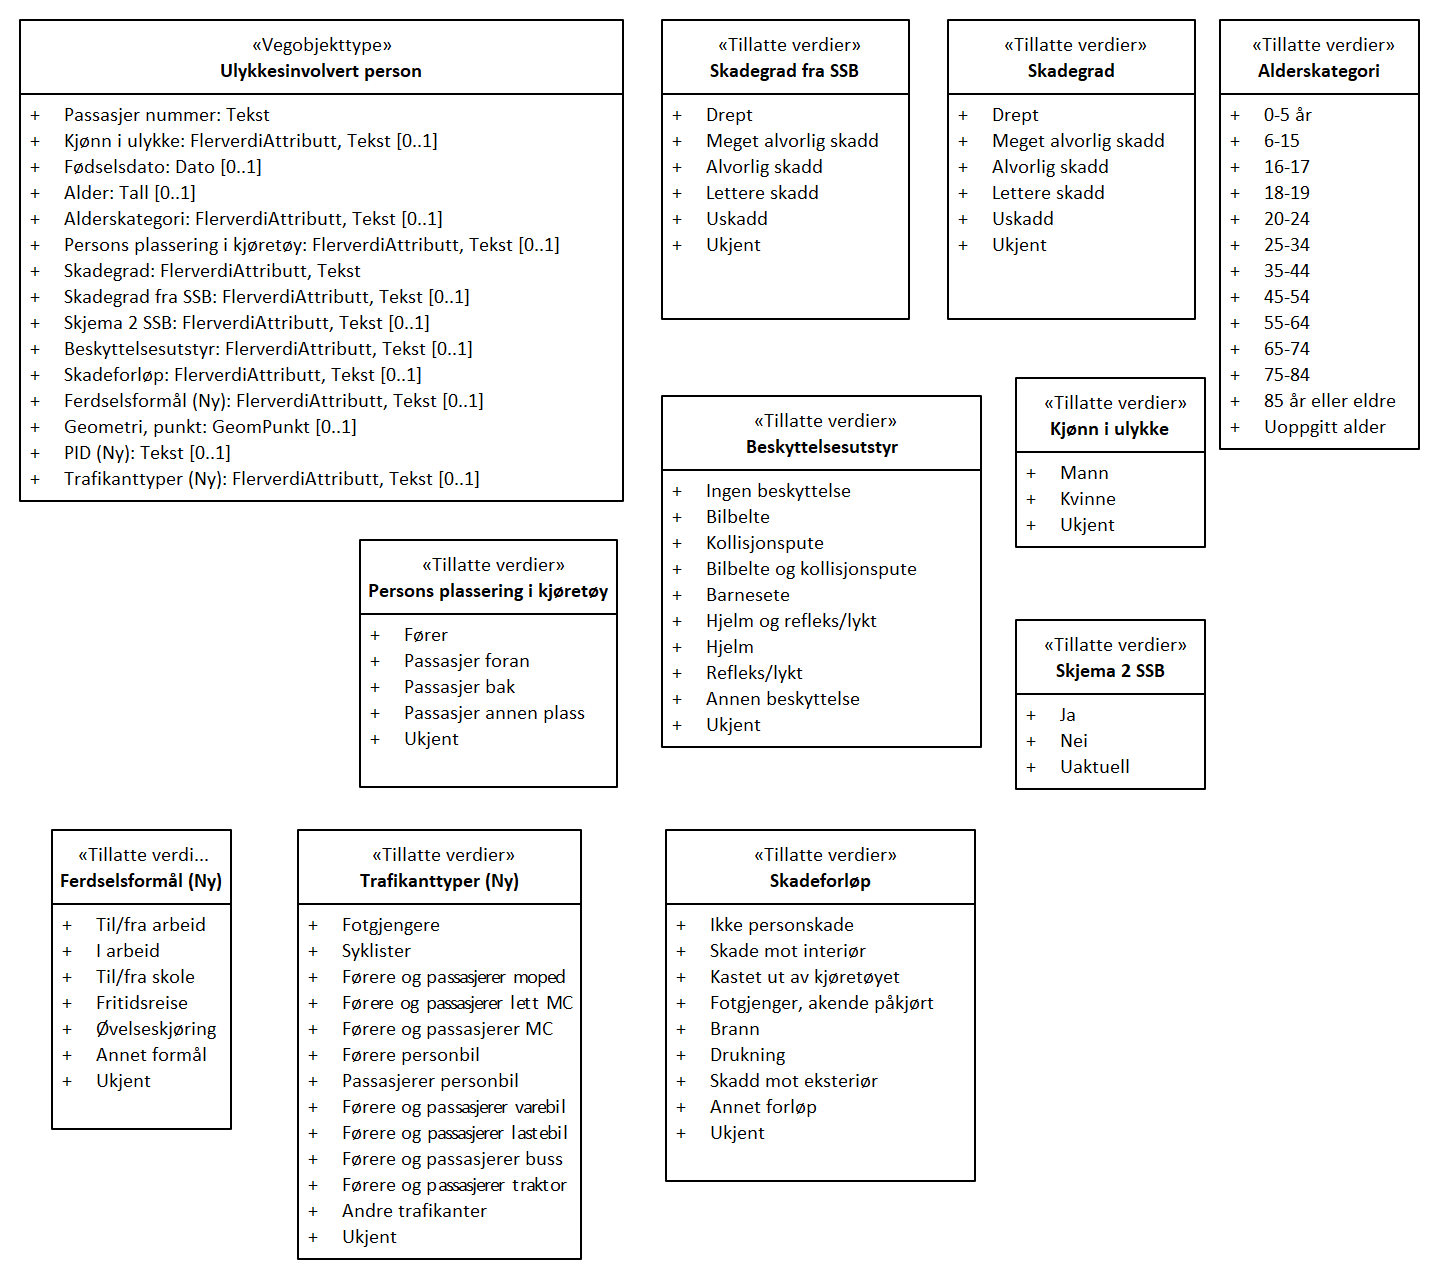 «Vegobjekttype»
Ulykkesinvolvert person
+ Passasjer nummer: Tekst
+ Kjønn i ulykke: FlerverdiAttributt, Tekst [0..1]
+ Fødselsdato: Dato [0..1]
+ Alder: Tall [0..1]
+ Alderskategori: FlerverdiAttributt, Tekst [0..1]
+ Persons plassering i kjøretøy: FlerverdiAttributt, Tekst [0..1]
+ Skadegrad: FlerverdiAttributt, Tekst
+ Skadegrad fra SSB: FlerverdiAttributt, Tekst [0..1]
+ Skjema 2 SSB: FlerverdiAttributt, Tekst [0..1]
+ Beskyttelsesutstyr: FlerverdiAttributt, Tekst [0..1]
+ Skadeforløp: FlerverdiAttributt, Tekst [0..1]
+ Ferdselsformål (Ny): FlerverdiAttributt, Tekst [0..1]
+ Geometri, punkt: GeomPunkt [0..1]
+ PID (Ny): Tekst [0..1]
+ Trafikanttyper (Ny): FlerverdiAttributt, Tekst [0..1]
«Tillatte verdier»
Skadegrad fra SSB
+ Drept
+ Meget alvorlig skadd
+ Alvorlig skadd
+ Lettere skadd
+ Uskadd
+ Ukjent
«Tillatte verdier»
Skadegrad
+ Drept
+ Meget alvorlig skadd
+ Alvorlig skadd
+ Lettere skadd
+ Uskadd
+ Ukjent
«Tillatte verdier»
Alderskategori
+ 0-5 år
+ 6-15
+ 16-17
+ 18-19
+ 20-24
+ 25-34
+ 35-44
+ 45-54
+ 55-64
+ 65-74
+ 75-84
+ 85 år eller eldre
+ Uoppgitt alder
«Tillatte verdier»
Beskyttelsesutstyr
+ Ingen beskyttelse
+ Bilbelte
+ Kollisjonspute
+ Bilbelte og kollisjonspute
+ Barnesete
+ Hjelm og refleks/lykt
+ Hjelm
+ Refleks/lykt
+ Annen beskyttelse
+ Ukjent
«Tillatte verdier»
Kjønn i ulykke
+ Mann
+ Kvinne
+ Ukjent
«Tillatte verdier»
Persons plassering i kjøretøy
+ Fører
+ Passasjer foran
+ Passasjer bak
+ Passasjer annen plass
+ Ukjent
«Tillatte verdier»
Skjema 2 SSB
+ Ja
+ Nei
+ Uaktuell
«Tillatte verdi...
Ferdselsformål (Ny)
+ Til/fra arbeid
+ I arbeid
+ Til/fra skole
+ Fritidsreise
+ Øvelseskjøring
+ Annet formål
+ Ukjent
«Tillatte verdier»
Trafikanttyper (Ny)
+ Fotgjengere
+ Syklister
+ Førere og passasjerer moped
+ Førere og passasjerer lett MC
+ Førere og passasjerer MC
+ Førere personbil
+ Passasjerer personbil
+ Førere og passasjerer varebil
+ Førere og passasjerer lastebil
+ Førere og passasjerer buss
+ Førere og passasjerer traktor
+ Andre trafikanter
+ Ukjent
«Tillatte verdier»
Skadeforløp
+ Ikke personskade
+ Skade mot interiør
+ Kastet ut av kjøretøyet
+ Fotgjenger, akende påkjørt
+ Brann
+ Drukning
+ Skadd mot eksteriør
+ Annet forløp
+ Ukjent